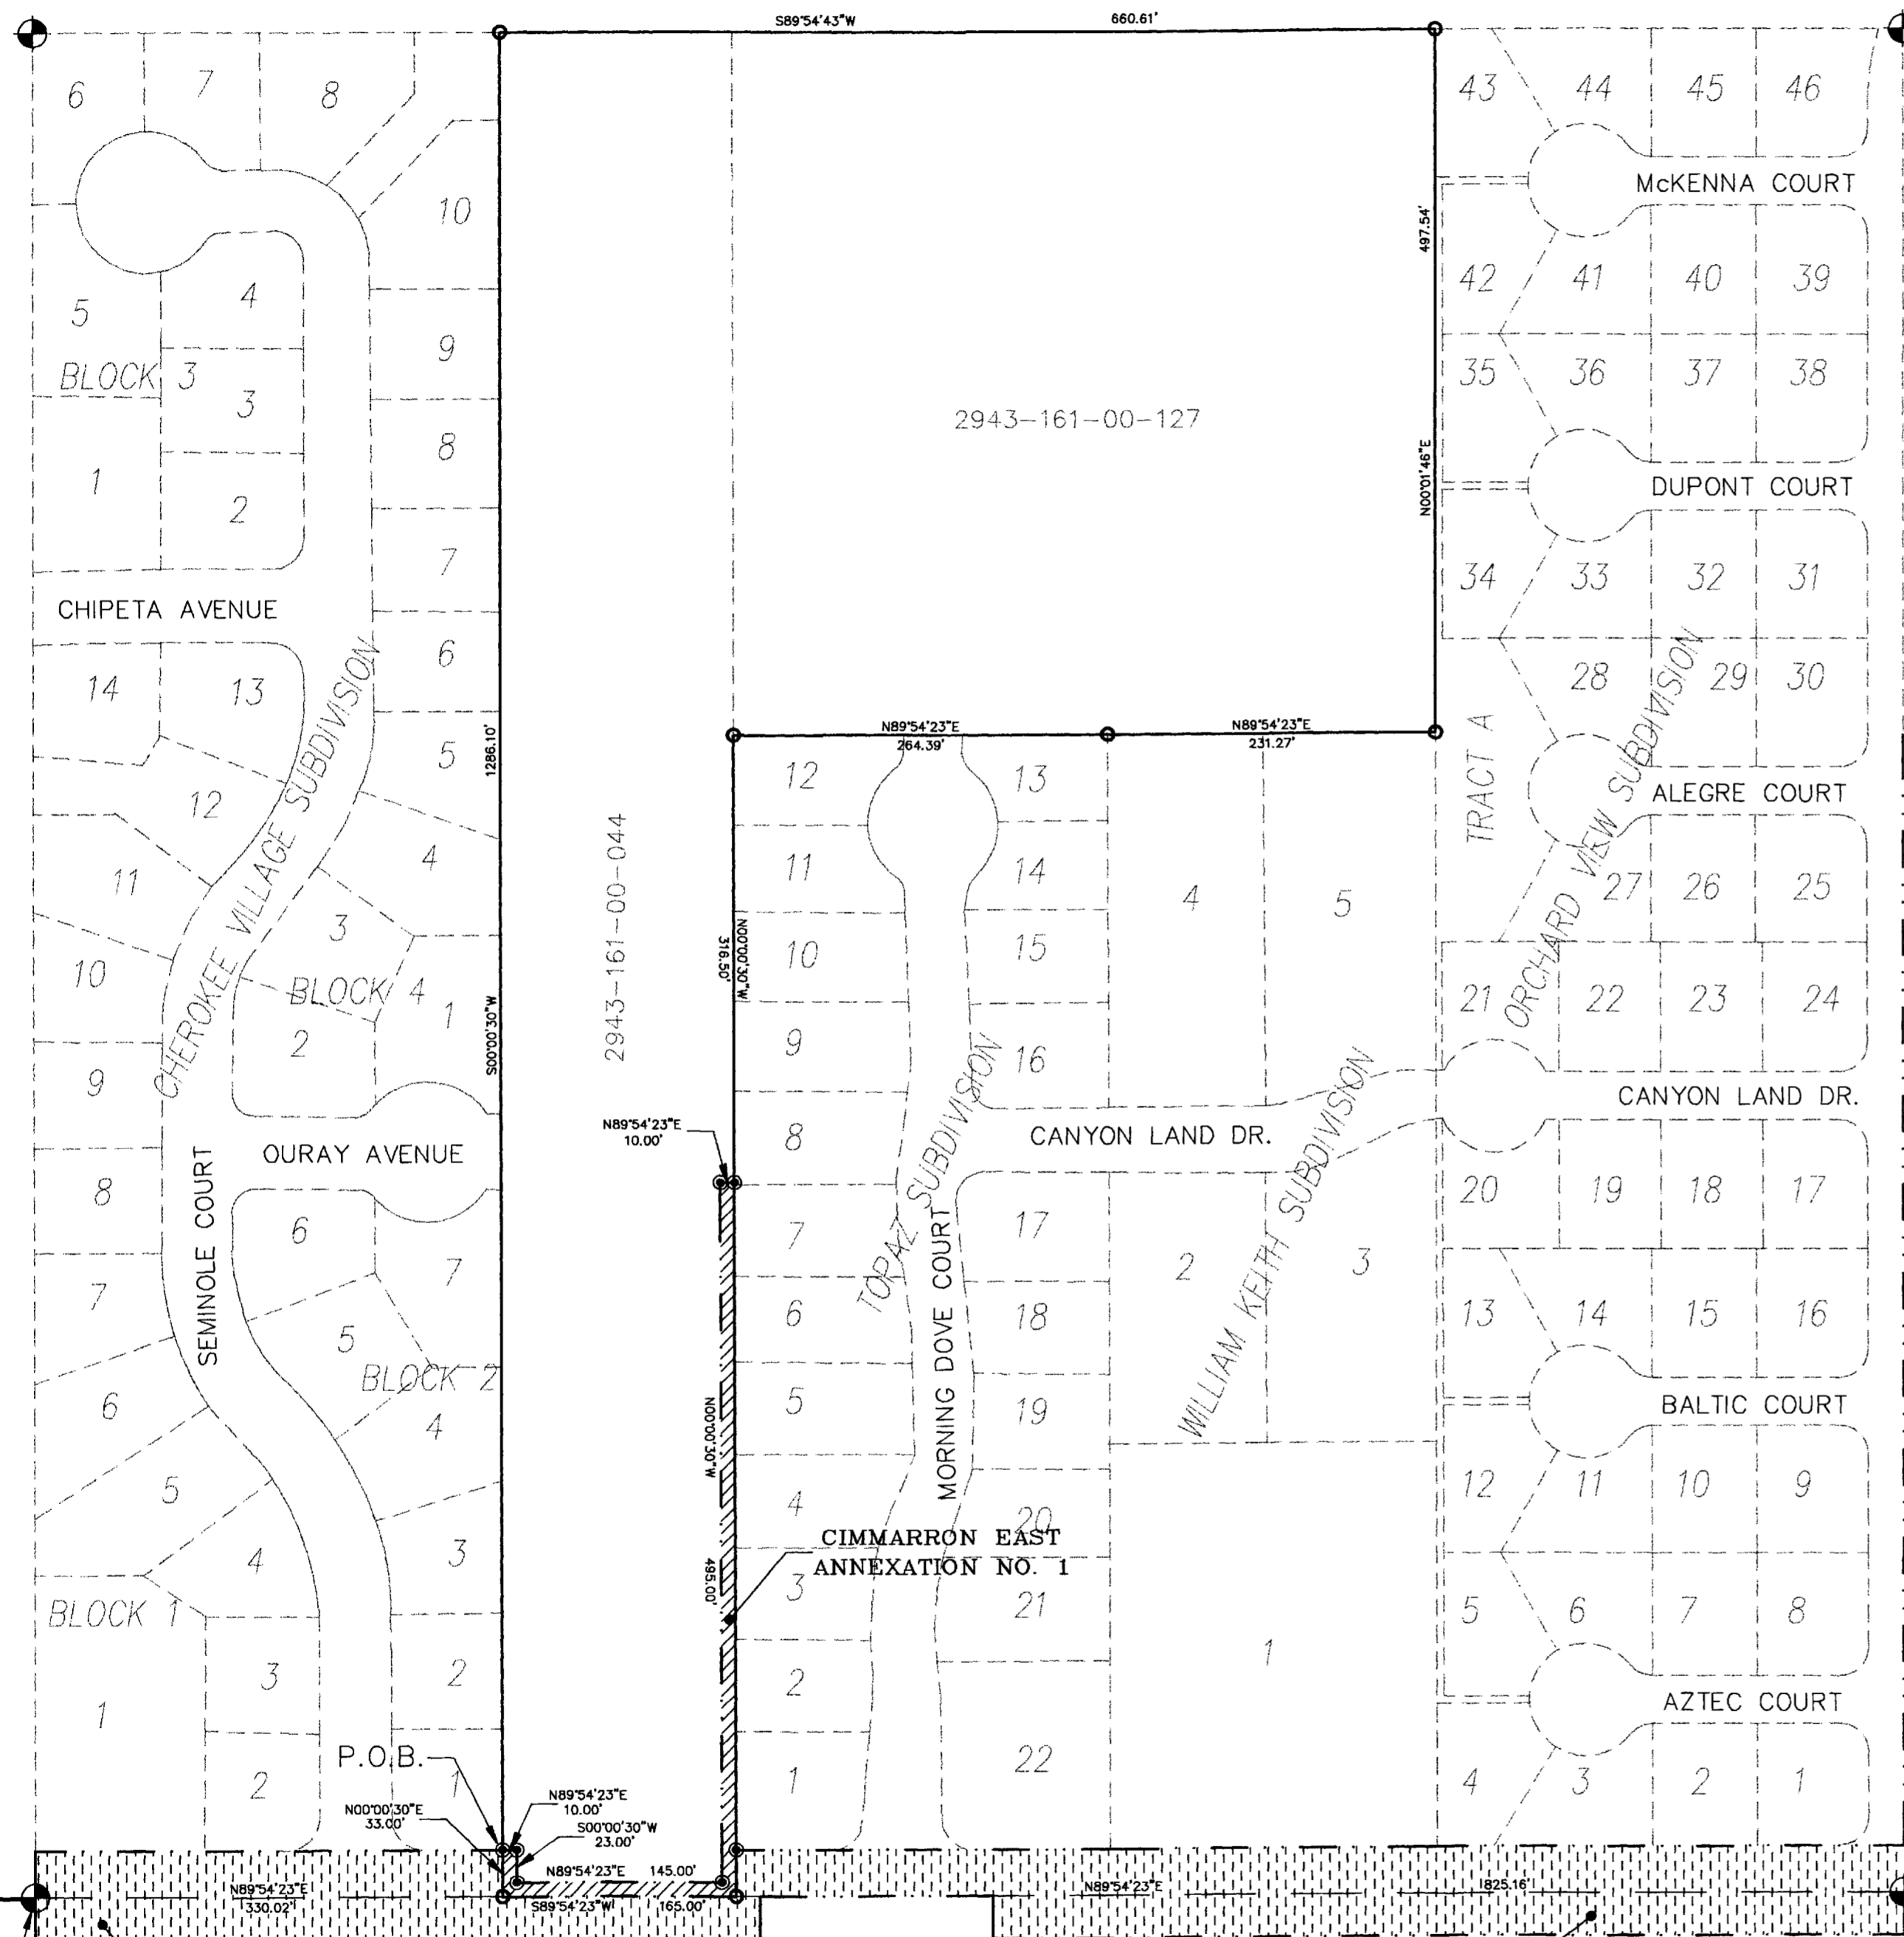 S89°54'43"W 660.61'
6 7 8
10
5 4
9
BLOCK 3
3
8
1 2
7
CHIPETA AVENUE
6
14 13
5
12
4
11
3
10
BLOCK 4
1
2
9
CHEROKEE VILLAGE SUBDIVISION
OURAY AVENUE
SEMINOLE COURT
8
6
7
7
5
BLOCK 2
6
4
5
3
4
BLOCK 1
3
2
1
2
1
P.O.B.
1286.10'
S00°00'30"W
2943-161-00-127
2943-161-00-044
497.54'
N00°01'46"E
N89°54'23"E
264.39'
N89°54'23"E
231.27'
N00°00'30"W
316.50'
N89°54'23"E
10.00'
N00°00'30"W
495.00'
12 13
11 14
10 15
9 16
8
7 17
6 18
5 19
4 20
3 21
2
1 22
TOPAZ SUBDIVISION
MORNING DOVE COURT
CANYON LAND DR.
4 5
2 3
1
WILLIAM KEITH SUBDIVISION
CIMMARRON EAST
ANNEXATION NO. 1
43 44 45 46
McKENNA COURT
42 41 40 39
35 36 37 38
DUPONT COURT
34 33 32 31
28 29 30
TRACT A
ALEGRE COURT
27 26 25
ORCHARD VIEW SUBDIVISION
21 22 23 24
CANYON LAND DR.
20 19 18 17
13 14 15 16
BALTIC COURT
12 11 10 9
5 6 7 8
AZTEC COURT
4 3 2 1
N00°00'30"E
33.00'
N89°54'23"E
10.00'
S00°00'30"W
23.00'
N89°54'23"E 145.00'
S89°54'23"W 165.00'
N89°54'23"E
330.02'
N89°54'23"E 825.16'